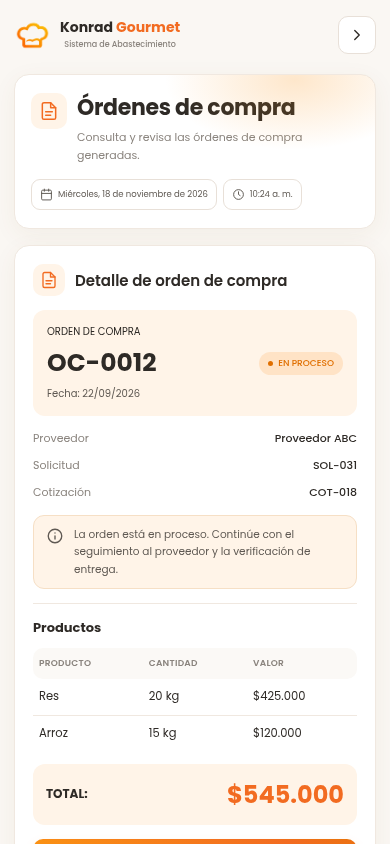 Konrad Gourmet
Sistema de Abastecimiento
Órdenes de compra
Consulta y revisa las órdenes de compra
generadas.
Miércoles, 18 de noviembre de 2026
10:24 a. m.
Detalle de orden de compra
ORDEN DE COMPRA
OC-0012
EN PROCESO
Fecha: 22/09/2026
Proveedor Proveedor ABC
Solicitud SOL-031
Cotización COT-018
La orden está en proceso. Continúe con el
seguimiento al proveedor y la verificación de
entrega.
Productos
PRODUCTO CANTIDAD VALOR
Res 20 kg $425.000
Arroz 15 kg $120.000
TOTAL: $545.000